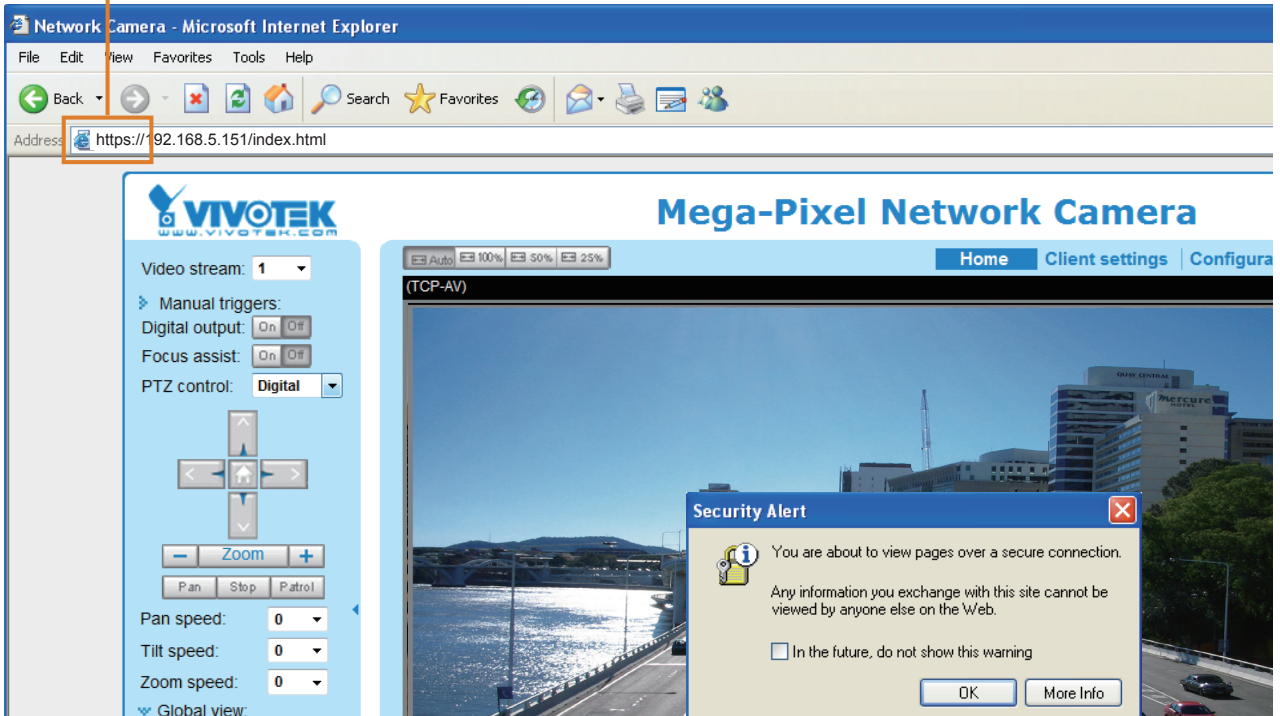 Network Camera - Microsoft Internet Explorer
File Edit View Favorites Tools Help
Back Search Favorites
Address https://192.168.5.151/index.html
VIVOTEK
www.vivotek.com
Mega-Pixel Network Camera
Video stream: 1
Auto 100% 50% 25%
Home Client settings Configura
(TCP-AV)
Manual triggers:
Digital output: On Off
Focus assist: On Off
PTZ control: Digital
QUAY CENTRAL
Mercure
HOTEL
Zoom
Pan Stop Patrol
Pan speed: 0
Tilt speed: 0
Zoom speed: 0
Global view:
Security Alert
You are about to view pages over a secure connection.
Any information you exchange with this site cannot be
viewed by anyone else on the Web.
In the future, do not show this warning
OK More Info